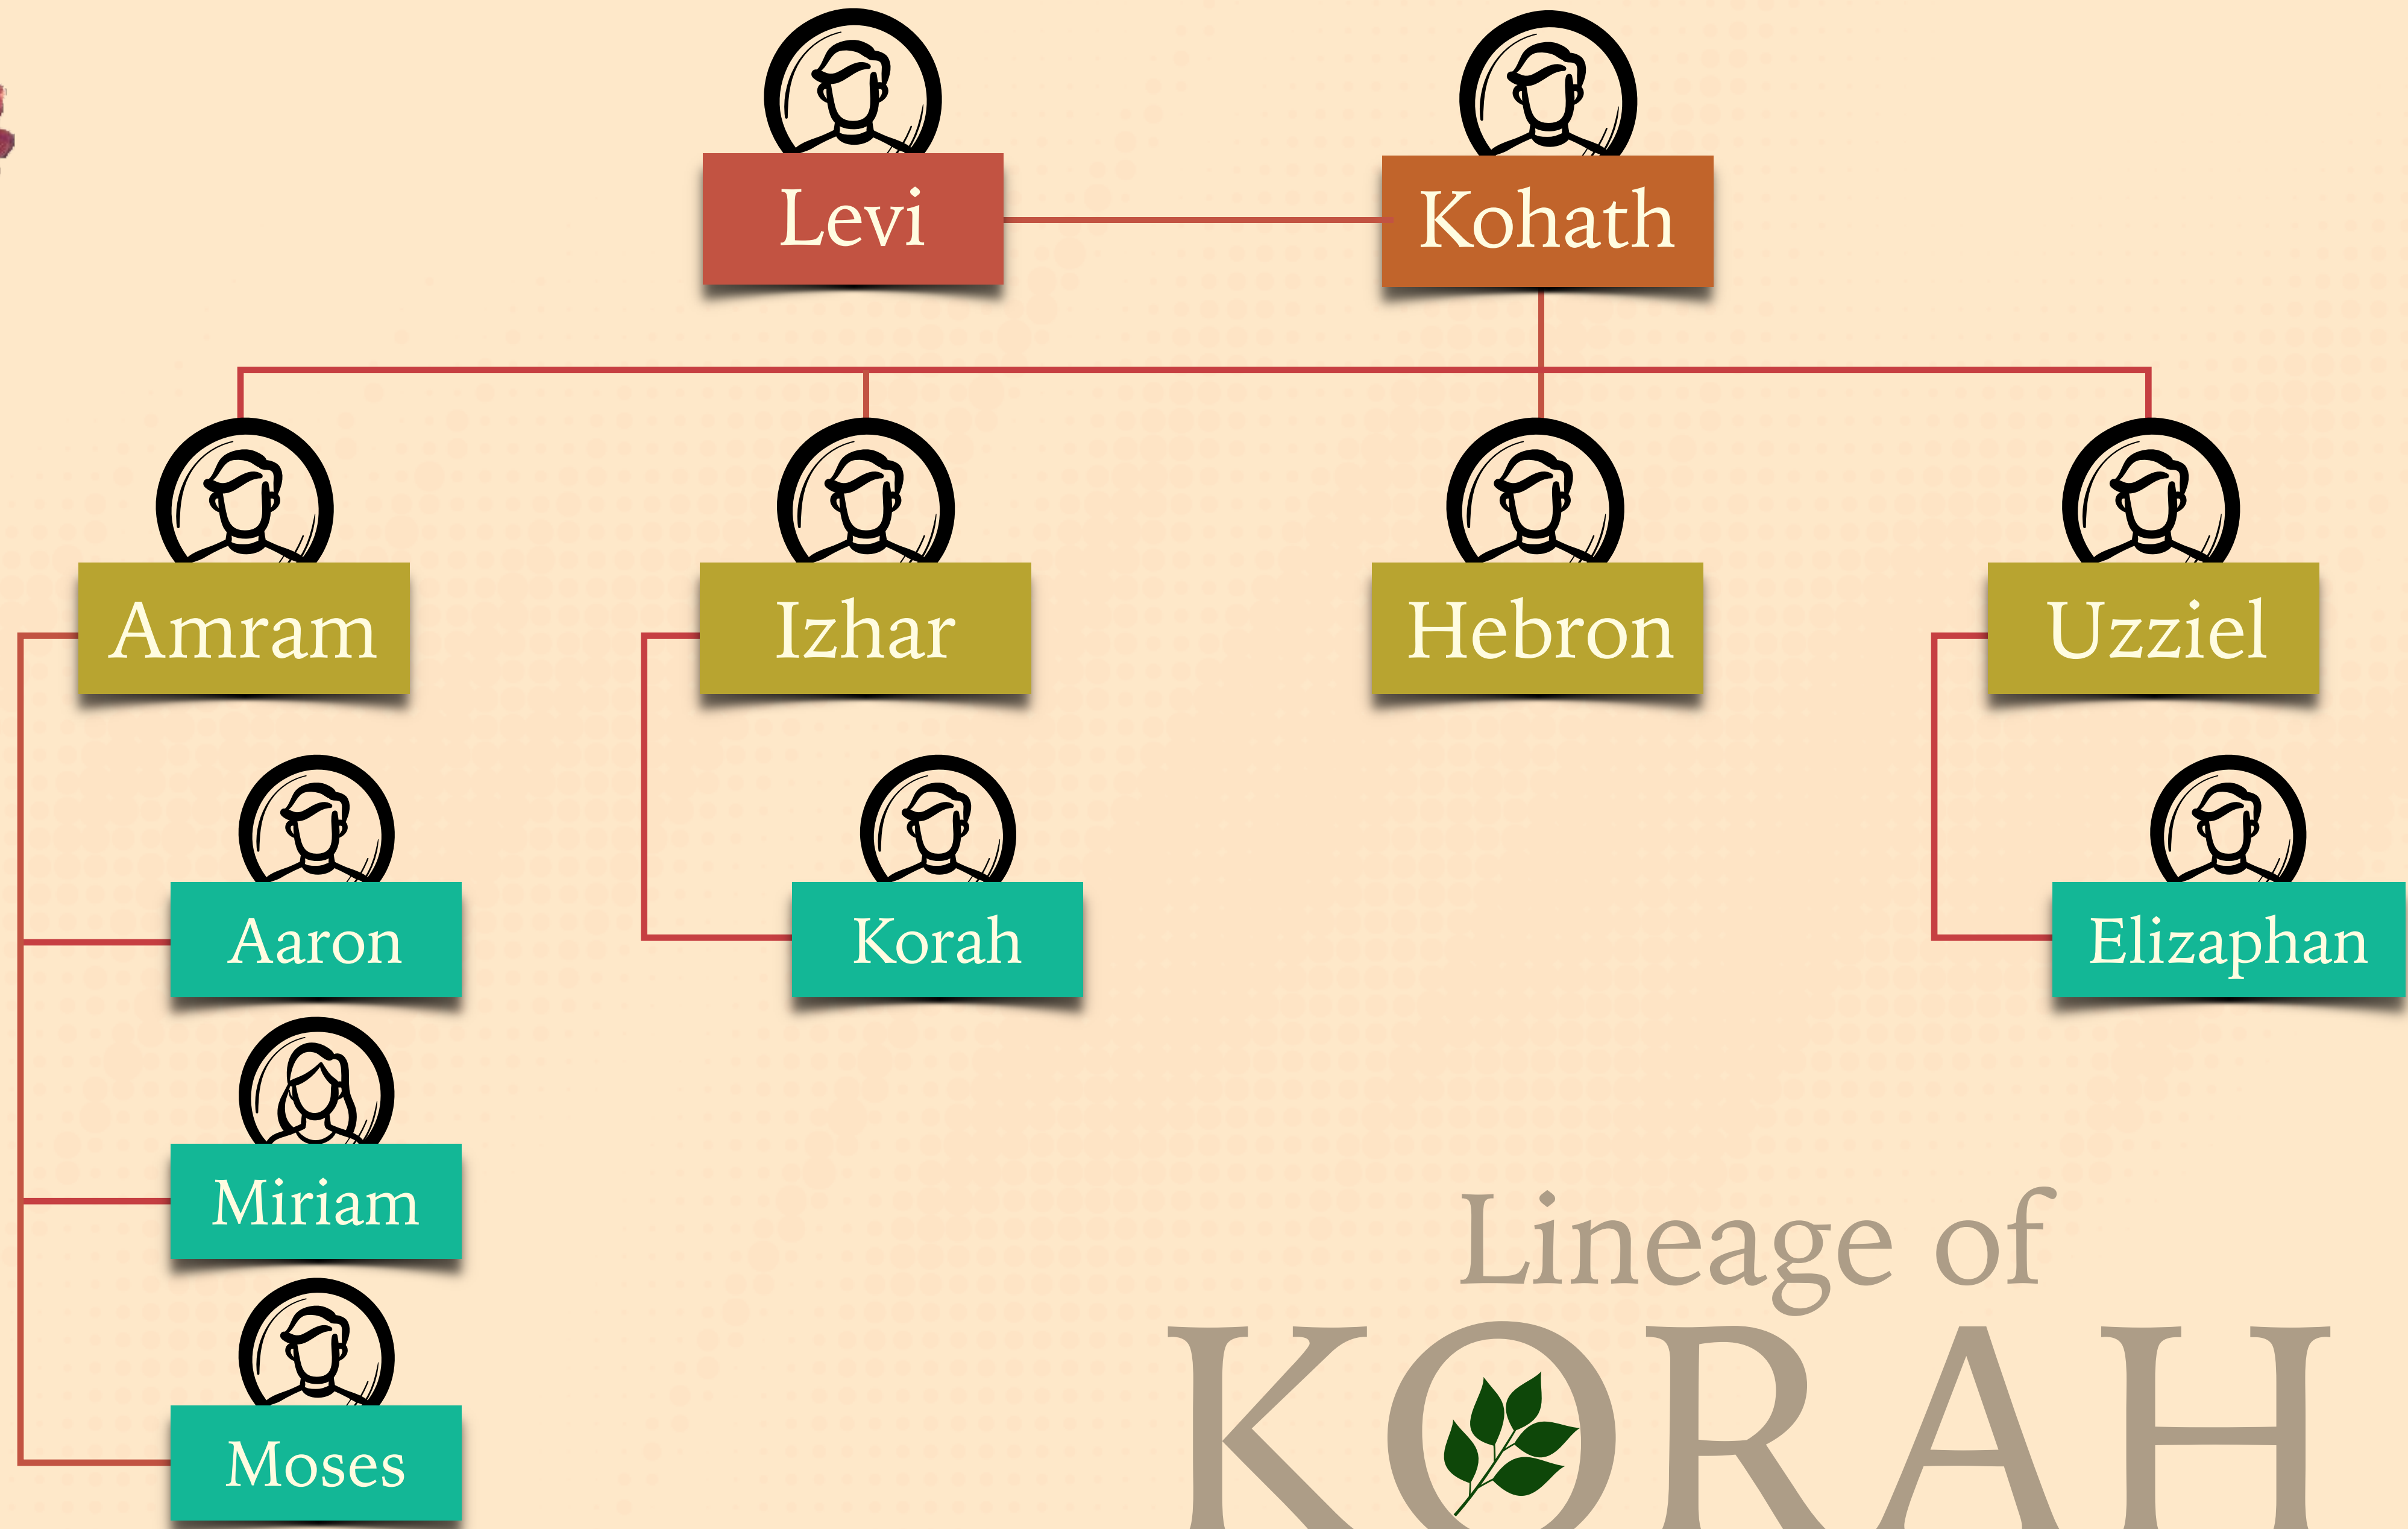 Levi
Kohath
Amram
Izhar
Hebron
Uzziel
Aaron
Korah
Elizaphan
Miriam
Moses
Lineage of
KORAH